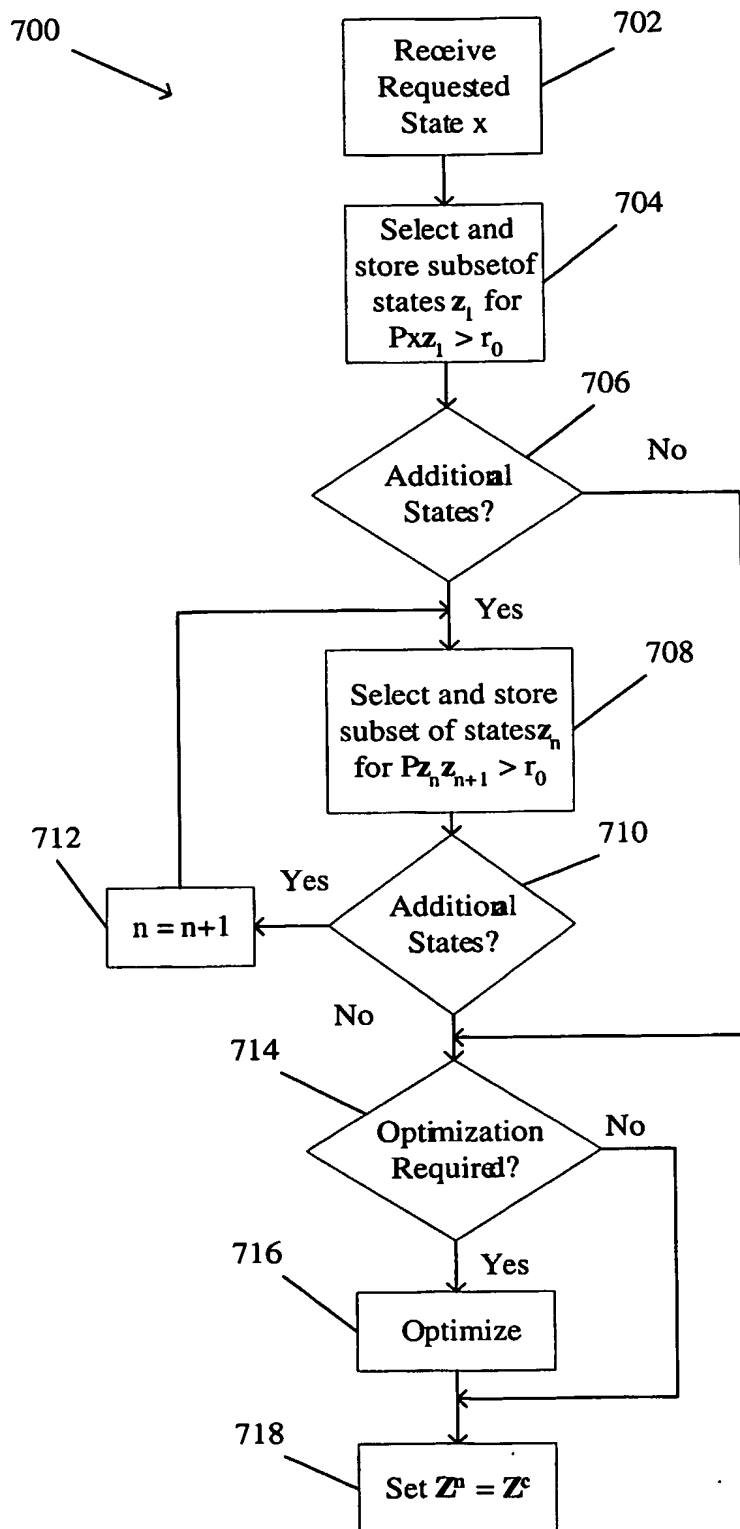 700
702
Receive
Requested
State x
704
Select and
store subsetof
states z₁ for
Pxz₁ > r₀
706
No
Additional
States?
Yes
708
Select and store
subset of stateszₙ
for Pzₙzₙ₊₁ > r₀
712
710
Yes
n = n+1
Additional
States?
No
714
No
Optimization
Required?
716
Yes
Optimize
718
Set Zⁿ = Zᶜ